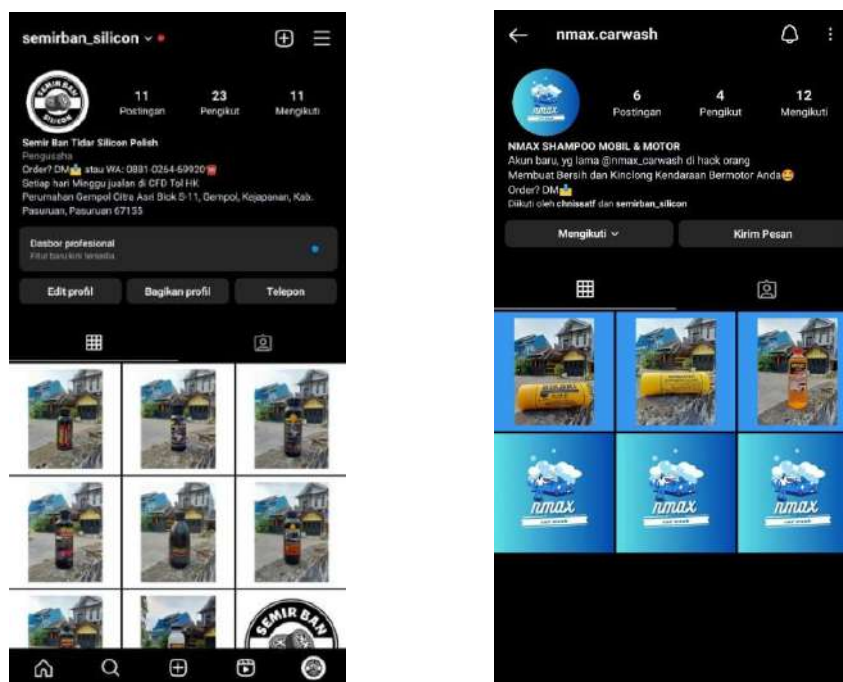 semirban_silicon
11 23 11
Postingan Pengikut Mengikuti
Semir Ban Tidar Silicon Polish
Pengusaha
Order? DM📩 atau WA: 0881-0264-69920☎️
Setiap hari Minggu jualan di CFD Tol HK
Perumahan Gempol Citra Asri Blok S-11, Gempol, Kejapanan, Kab.
Pasuruan, Pasuruan 67155
Dasbor profesional
Fitur baru kini tersedia.
Edit profil Bagikan profil Telepon
SEMIR BAN
nmax.carwash
6 4 12
Postingan Pengikut Mengikuti
NMAX SHAMPOO MOBIL & MOTOR
Akun baru, yg lama @nmax_carwash di hack orang
Membuat Bersih dan Kinclong Kendaraan Bermotor Anda🤩
Order? DM📩
Diikuti oleh chnissatf dan semirban_silicon
Mengikuti Kirim Pesan
nmax nmax nmax